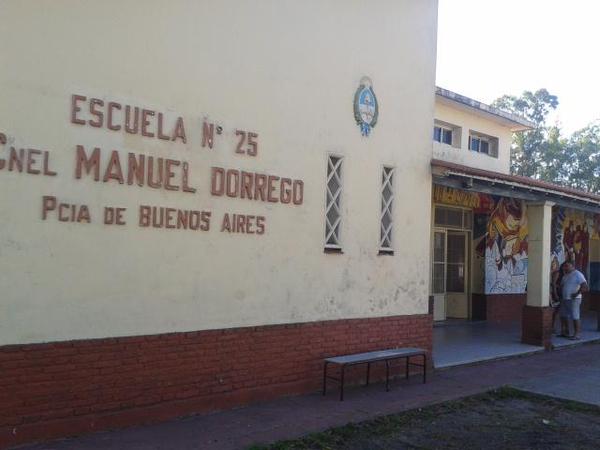 ESCUELA N° 25
CNEL MANUEL DORREGO
PCIA DE BUENOS AIRES